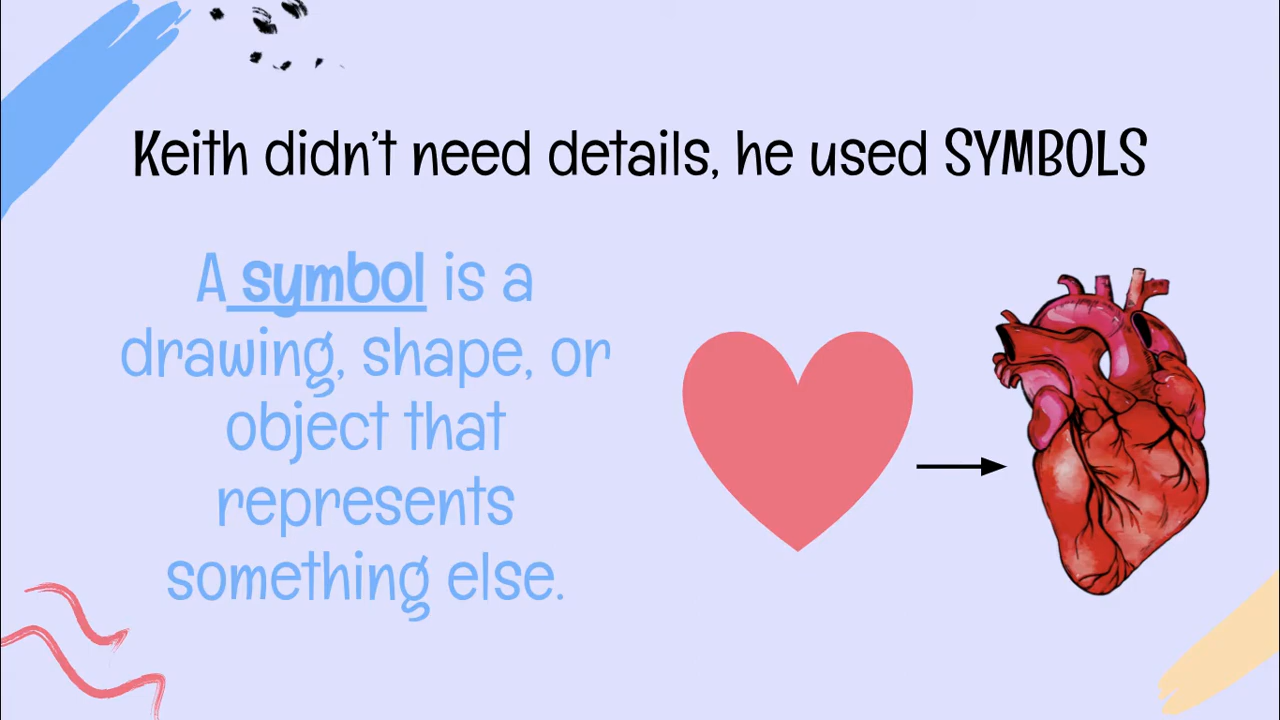 Keith didn't need details, he used SYMBOLS
A symbol is a
drawing, shape, or
object that
represents
something else.